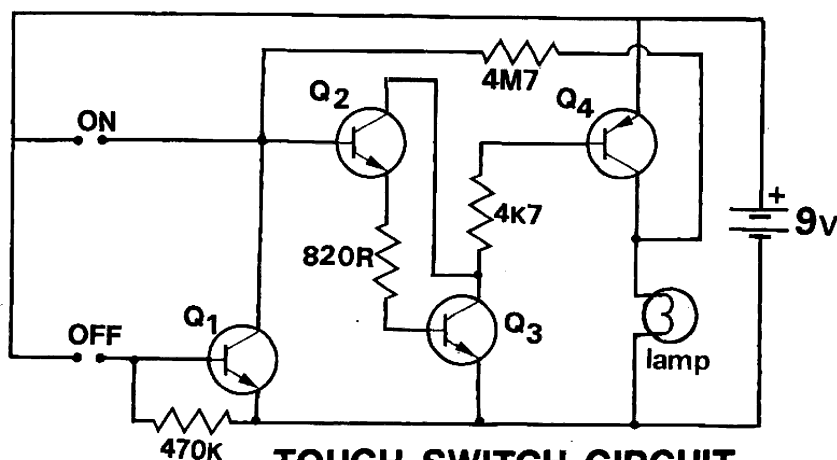 4M7
Q2
Q4
ON
+
4K7
9V
820R
Q1
Q3
OFF
lamp
470K
TOUCH SWITCH CIRCUIT